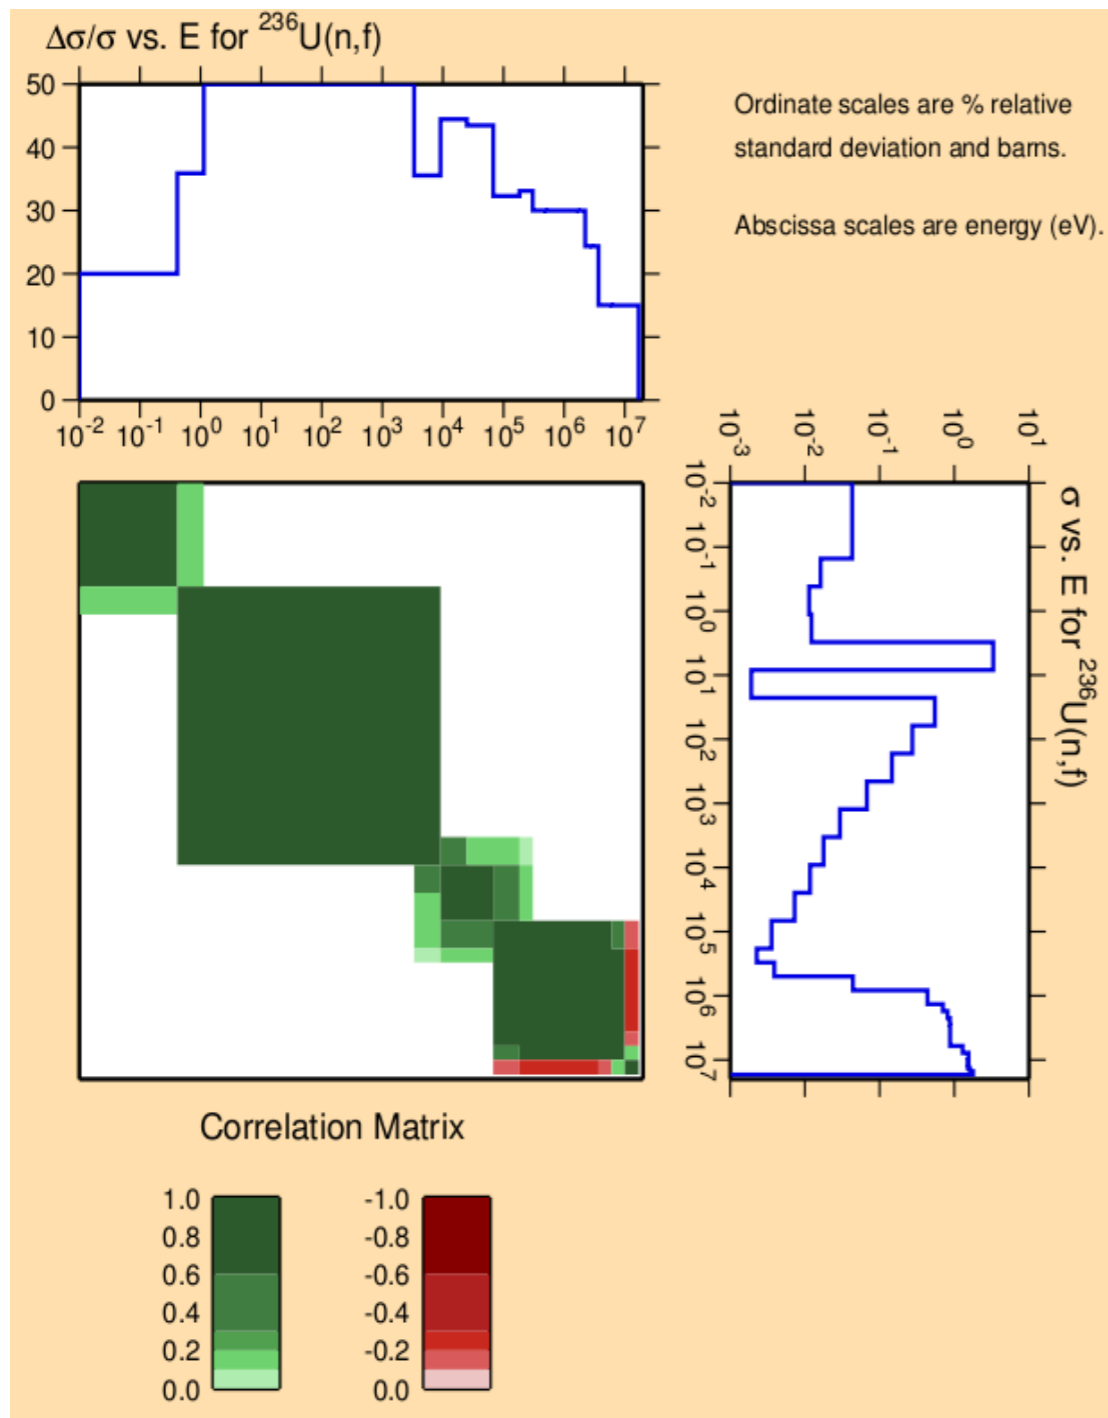 Δσ/σ vs. E for ²³⁶U(n,f)
50
40
30
20
10
0
10⁻² 10⁻¹ 10⁰ 10¹ 10² 10³ 10⁴ 10⁵ 10⁶ 10⁷
Ordinate scales are % relative
standard deviation and barns.
Abscissa scales are energy (eV).
10⁻³ 10⁻² 10⁻¹ 10⁰ 10¹
10⁻² 10⁻¹ 10⁰ 10¹ 10² 10³ 10⁴ 10⁵ 10⁶ 10⁷
σ vs. E for ²³⁶U(n,f)
Correlation Matrix
1.0
0.8
0.6
0.4
0.2
0.0
-1.0
-0.8
-0.6
-0.4
-0.2
0.0